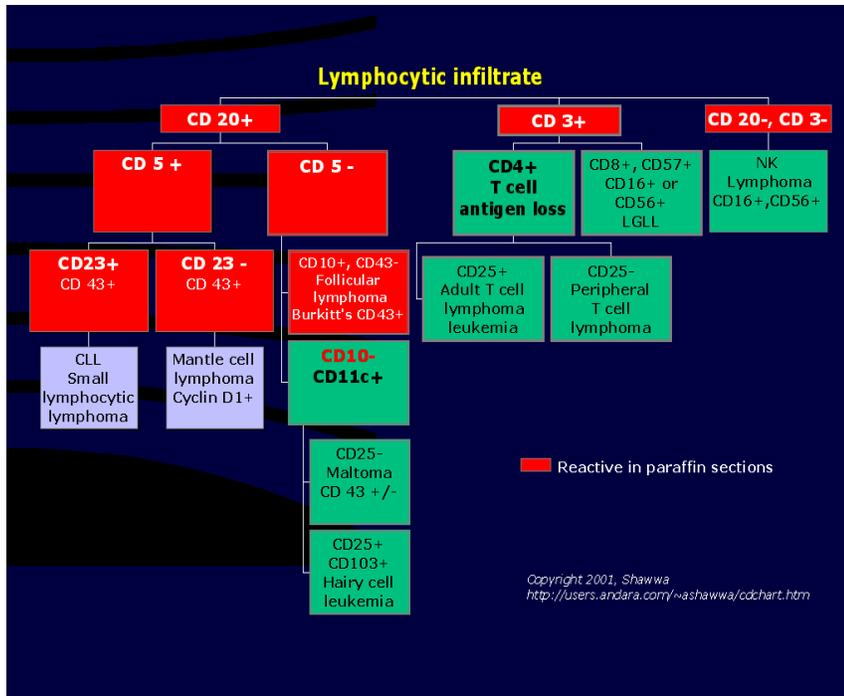 Lymphocytic infiltrate
CD 20+
CD 3+
CD 20-, CD 3-
CD 5 +
CD 5 -
CD4+
T cell
antigen loss
CD8+, CD57+
CD16+ or
CD56+
LGLL
NK
Lymphoma
CD16+,CD56+
CD23+
CD 43+
CD 23 -
CD 43+
CD10+, CD43-
Follicular
lymphoma
Burkitt's CD43+
CD25+
Adult T cell
lymphoma
leukemia
CD25-
Peripheral
T cell
lymphoma
CLL
Small
lymphocytic
lymphoma
Mantle cell
lymphoma
Cyclin D1+
CD10-
CD11c+
CD25-
Maltoma
CD 43 +/-
CD25+
CD103+
Hairy cell
leukemia
Reactive in paraffin sections
Copyright 2001, Shawwa
http://users.andara.com/~ashawwa/cdchart.htm